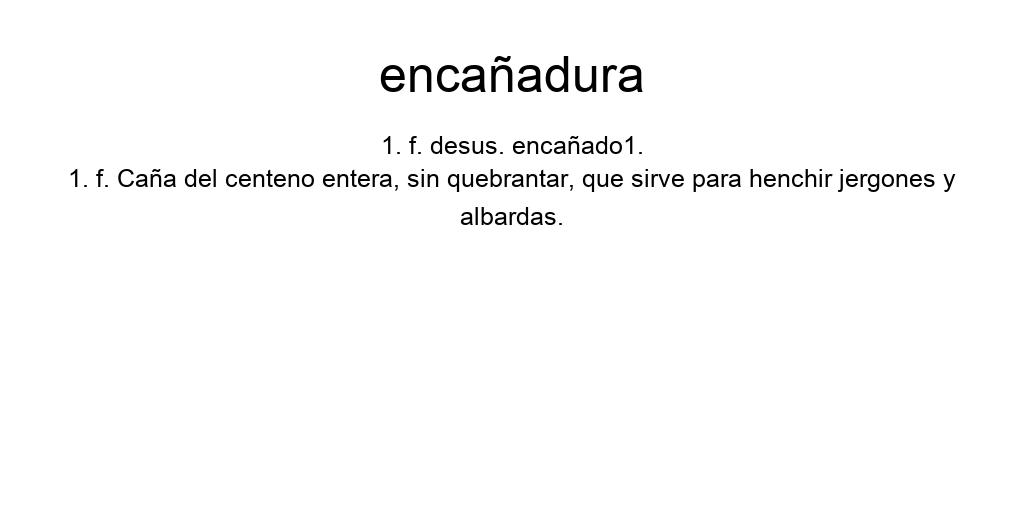 encañadura
1. f. desus. encañado1.
1. f. Caña del centeno entera, sin quebrantar, que sirve para henchir jergones y
albardas.